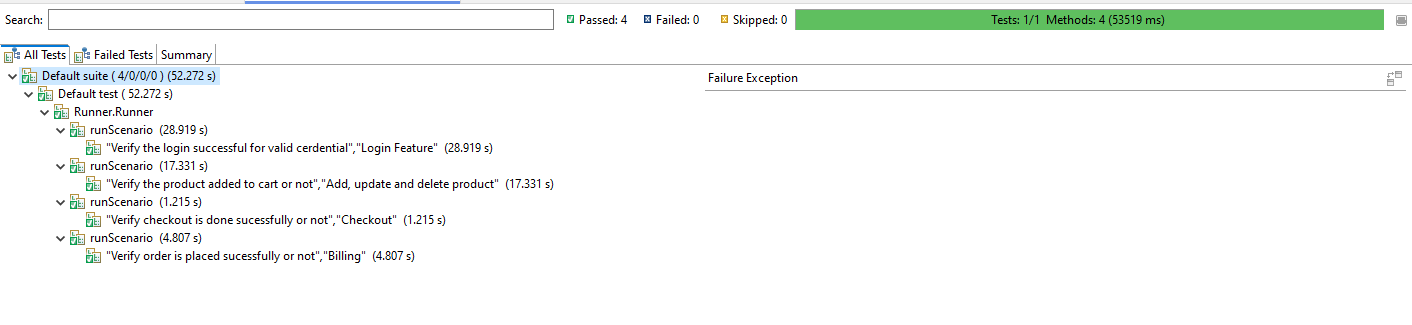 Search: Passed: 4 Failed: 0 Skipped: 0 Tests: 1/1 Methods: 4 (53519 ms)
All Tests Failed Tests Summary
Default suite ( 4/0/0/0 ) (52.272 s)
Failure Exception
Default test ( 52.272 s)
Runner.Runner
runScenario (28.919 s)
"Verify the login successful for valid cerdential","Login Feature" (28.919 s)
runScenario (17.331 s)
"Verify the product added to cart or not","Add, update and delete product" (17.331 s)
runScenario (1.215 s)
"Verify checkout is done sucessfully or not","Checkout" (1.215 s)
runScenario (4.807 s)
"Verify order is placed sucessfully or not","Billing" (4.807 s)